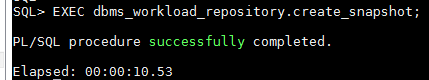 SQL> EXEC dbms_workload_repository.create_snapshot;
PL/SQL procedure successfully completed.
Elapsed: 00:00:10.53